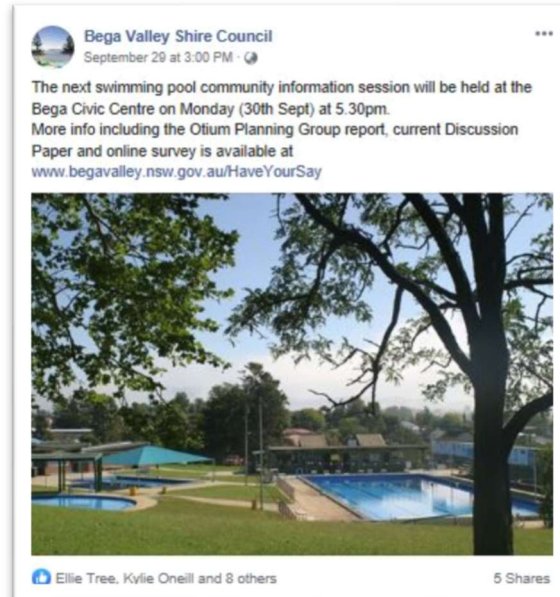 Bega Valley Shire Council
September 29 at 3:00 PM ·
The next swimming pool community information session will be held at the
Bega Civic Centre on Monday (30th Sept) at 5.30pm.
More info including the Otium Planning Group report, current Discussion
Paper and online survey is available at
www.begavalley.nsw.gov.au/HaveYourSay
Ellie Tree, Kylie Oneill and 8 others
5 Shares